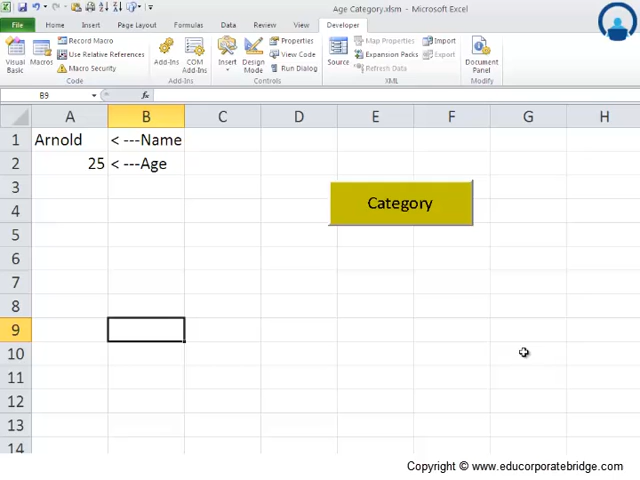 Age Category.xlsm - Microsoft Excel
File Home Insert Page Layout Formulas Data Review View Developer
Visual Basic
Macros
Record Macro
Use Relative References
Macro Security
Code
Add-Ins
COM Add-Ins
Add-Ins
Insert
Design Mode
Properties
View Code
Run Dialog
Controls
Source
Map Properties
Expansion Packs
Refresh Data
Import
Export
XML
Document Panel
Modify
B9 fx
A B C D E F G H
1 Arnold < ---Name
2 25 < ---Age
3
Category
4
5
6
7
8
9
10
11
12
13
14
Copyright © www.educorporatebridge.com